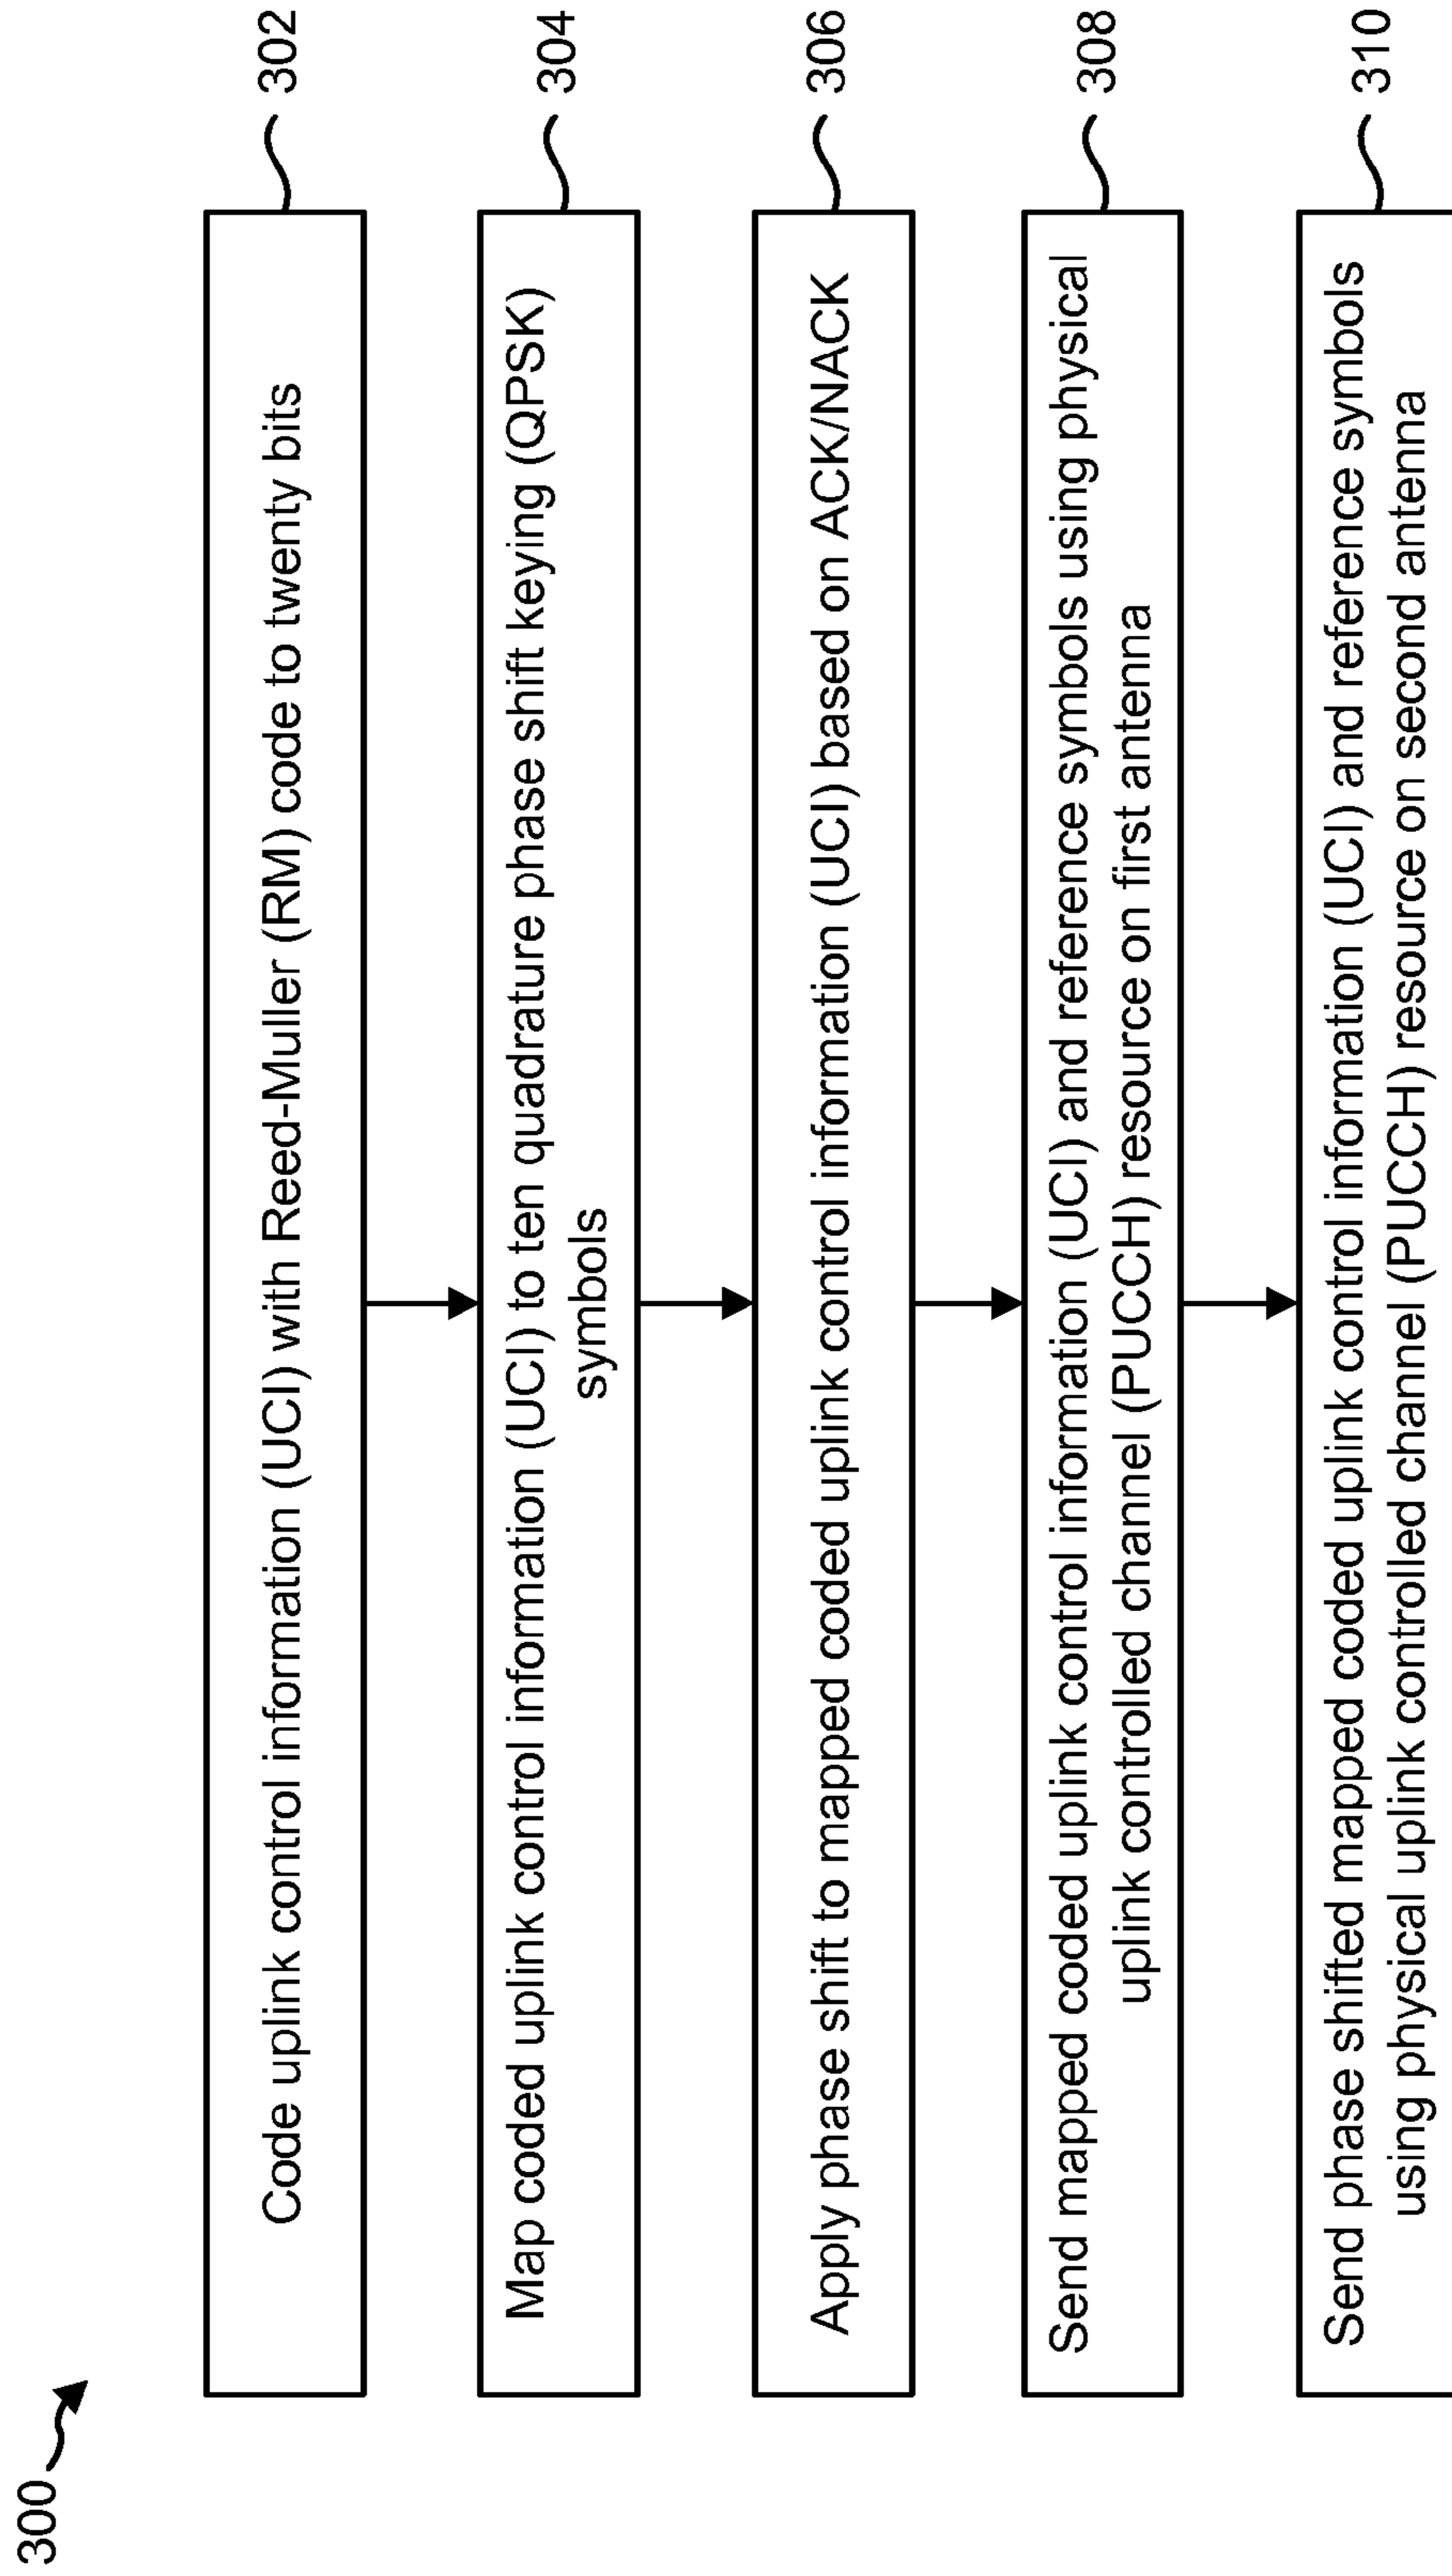 300
Code uplink control information (UCI) with Reed-Muller (RM) code to twenty bits
302
Map coded uplink control information (UCI) to ten quadrature phase shift keying (QPSK)
symbols
304
Apply phase shift to mapped coded uplink control information (UCI) based on ACK/NACK
306
Send mapped coded uplink control information (UCI) and reference symbols using physical
uplink controlled channel (PUCCH) resource on first antenna
308
Send phase shifted mapped coded uplink control information (UCI) and reference symbols
using physical uplink controlled channel (PUCCH) resource on second antenna
310